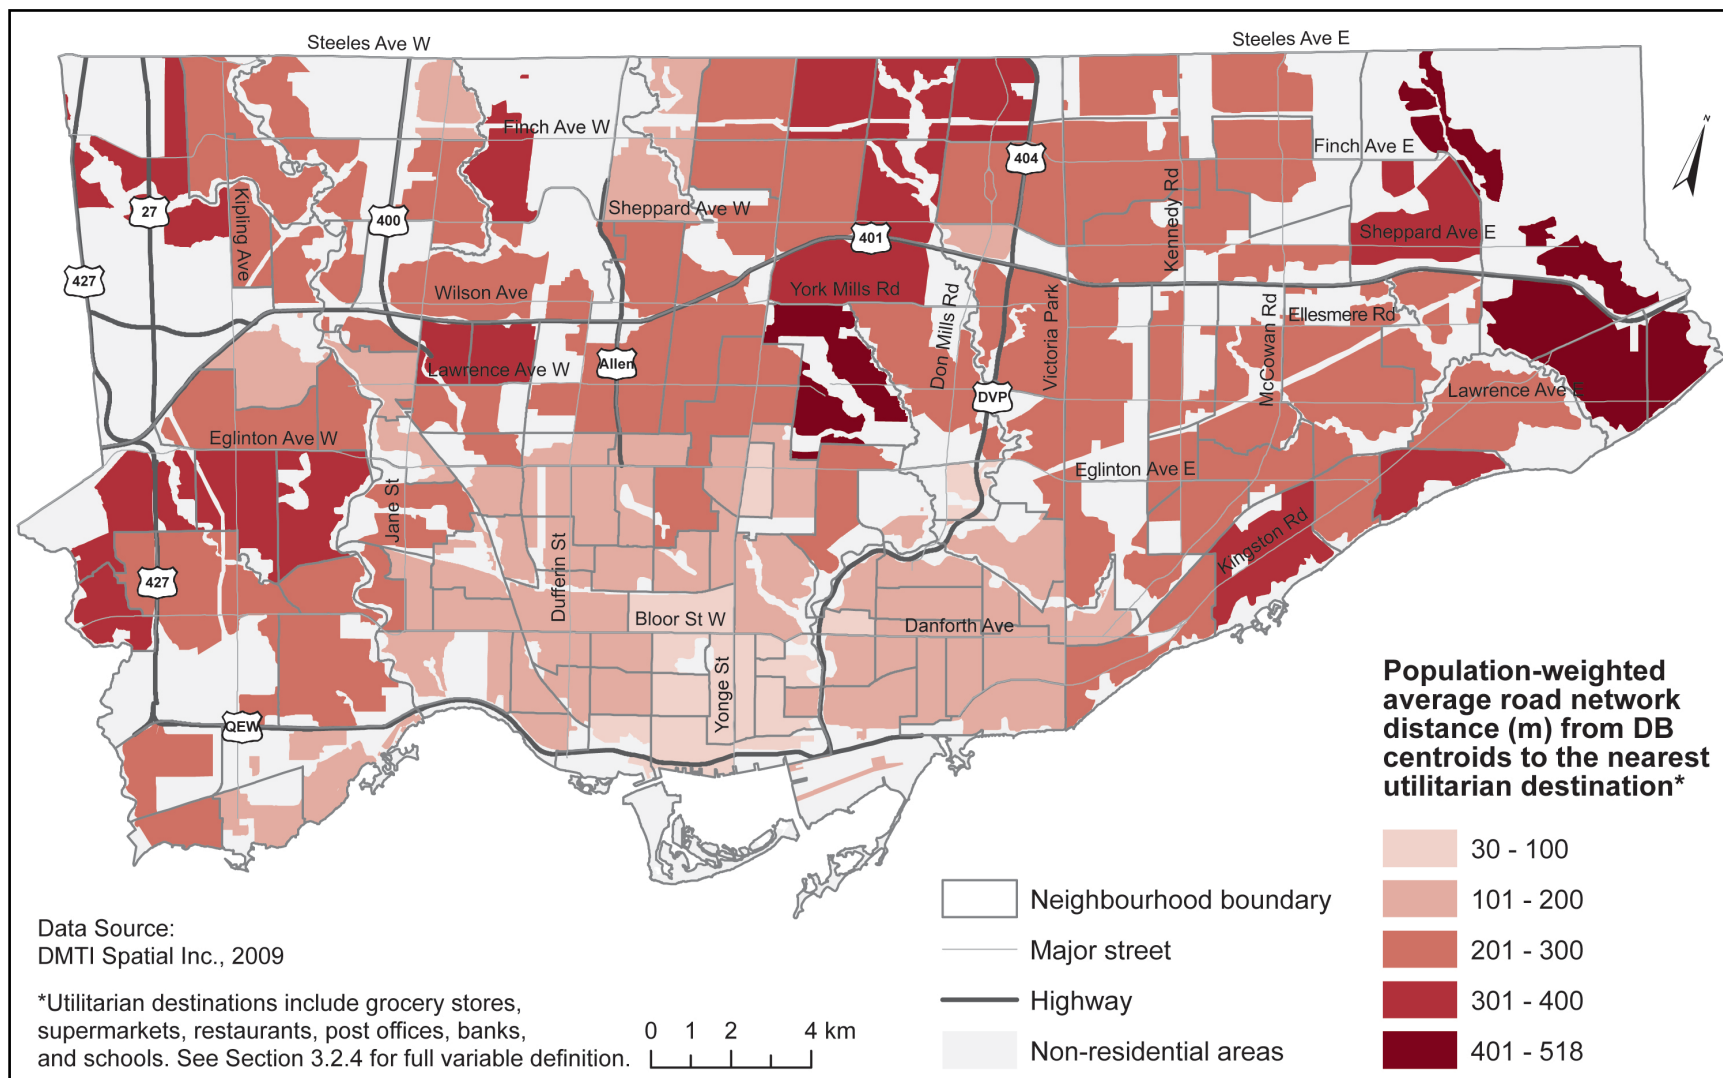 Steeles Ave W
Steeles Ave E
N
Finch Ave W
Finch Ave E
404
Kipling Ave
27
400
Sheppard Ave W
Kennedy Rd
401
Sheppard Ave E
427
Wilson Ave
York Mills Rd
Don Mills Rd
Victoria Park
McCowan Rd
Ellesmere Rd
Allen
Lawrence Ave W
DVP
Lawrence Ave E
Eglinton Ave W
Eglinton Ave E
Jane St
Dufferin St
Kingston Rd
427
Bloor St W
Danforth Ave
Yonge St
QEW
Population-weighted
average road network
distance (m) from DB
centroids to the nearest
utilitarian destination*
30 - 100
101 - 200
201 - 300
301 - 400
401 - 518
Neighbourhood boundary
Major street
Highway
Non-residential areas
Data Source:
DMTI Spatial Inc., 2009
*Utilitarian destinations include grocery stores,
supermarkets, restaurants, post offices, banks,
and schools. See Section 3.2.4 for full variable definition.
0 1 2 4 km